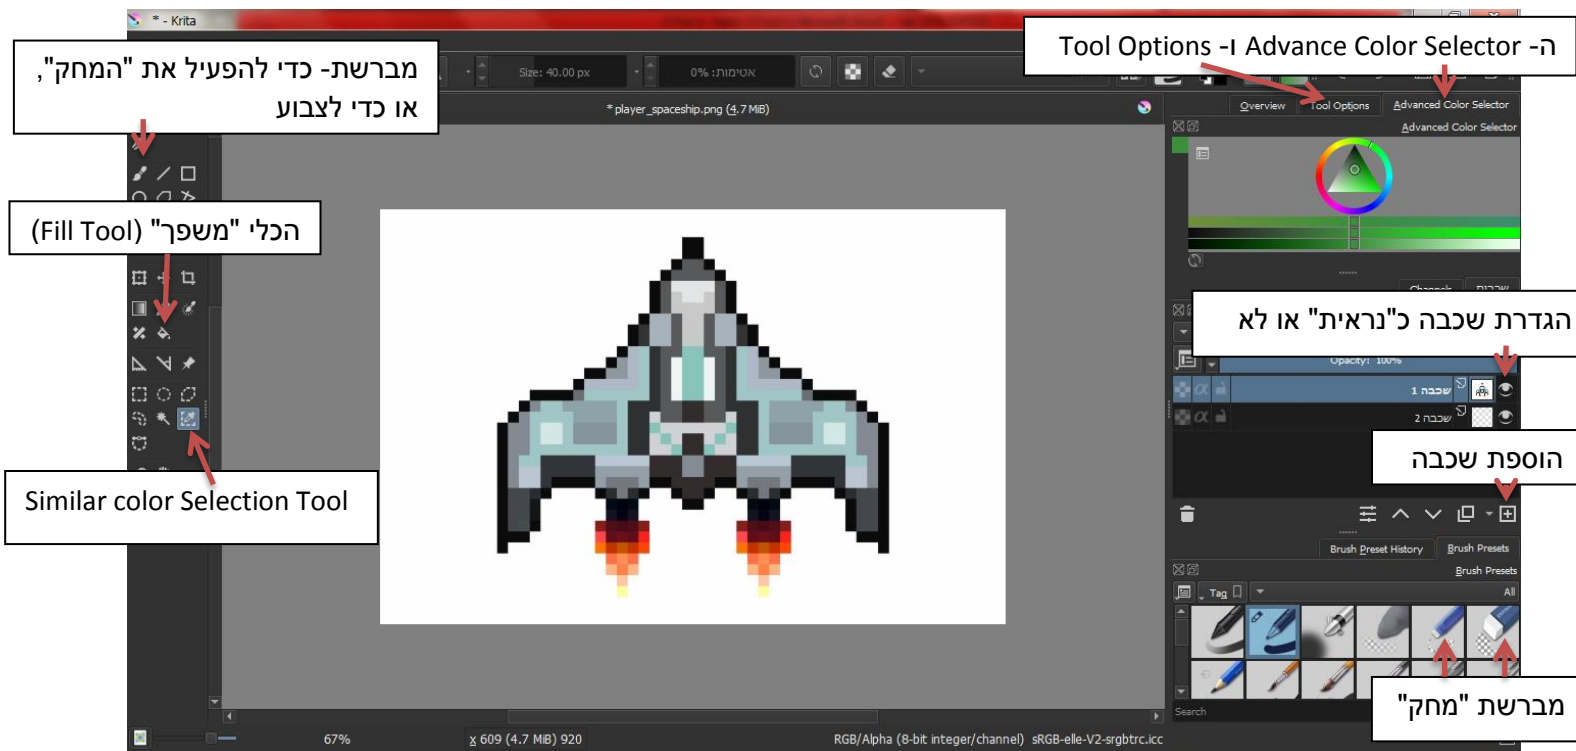 * - Krita
מברשת- כדי להפעיל את "המחק",
או כדי לצבוע
ה- Advance Color Selector ו- Tool Options
Size: 40.00 px
אטימות: 0%
* player_spaceship.png (4.7 MiB)
Overview
Tool Options
Advanced Color Selector
Advanced Color Selector
הכלי "משפך" (Fill Tool)
Channels
שכבות
הגדרת שכבה כ"נראית" או לא
Opacity: 100%
שכבה 1
שכבה 2
הוספת שכבה
Similar color Selection Tool
Brush Preset History
Brush Presets
Brush Presets
Tag
All
מברשת "מחק"
Search
67%
x 609 (4.7 MiB) 920
RGB/Alpha (8-bit integer/channel) sRGB-elle-V2-srgbtrc.icc